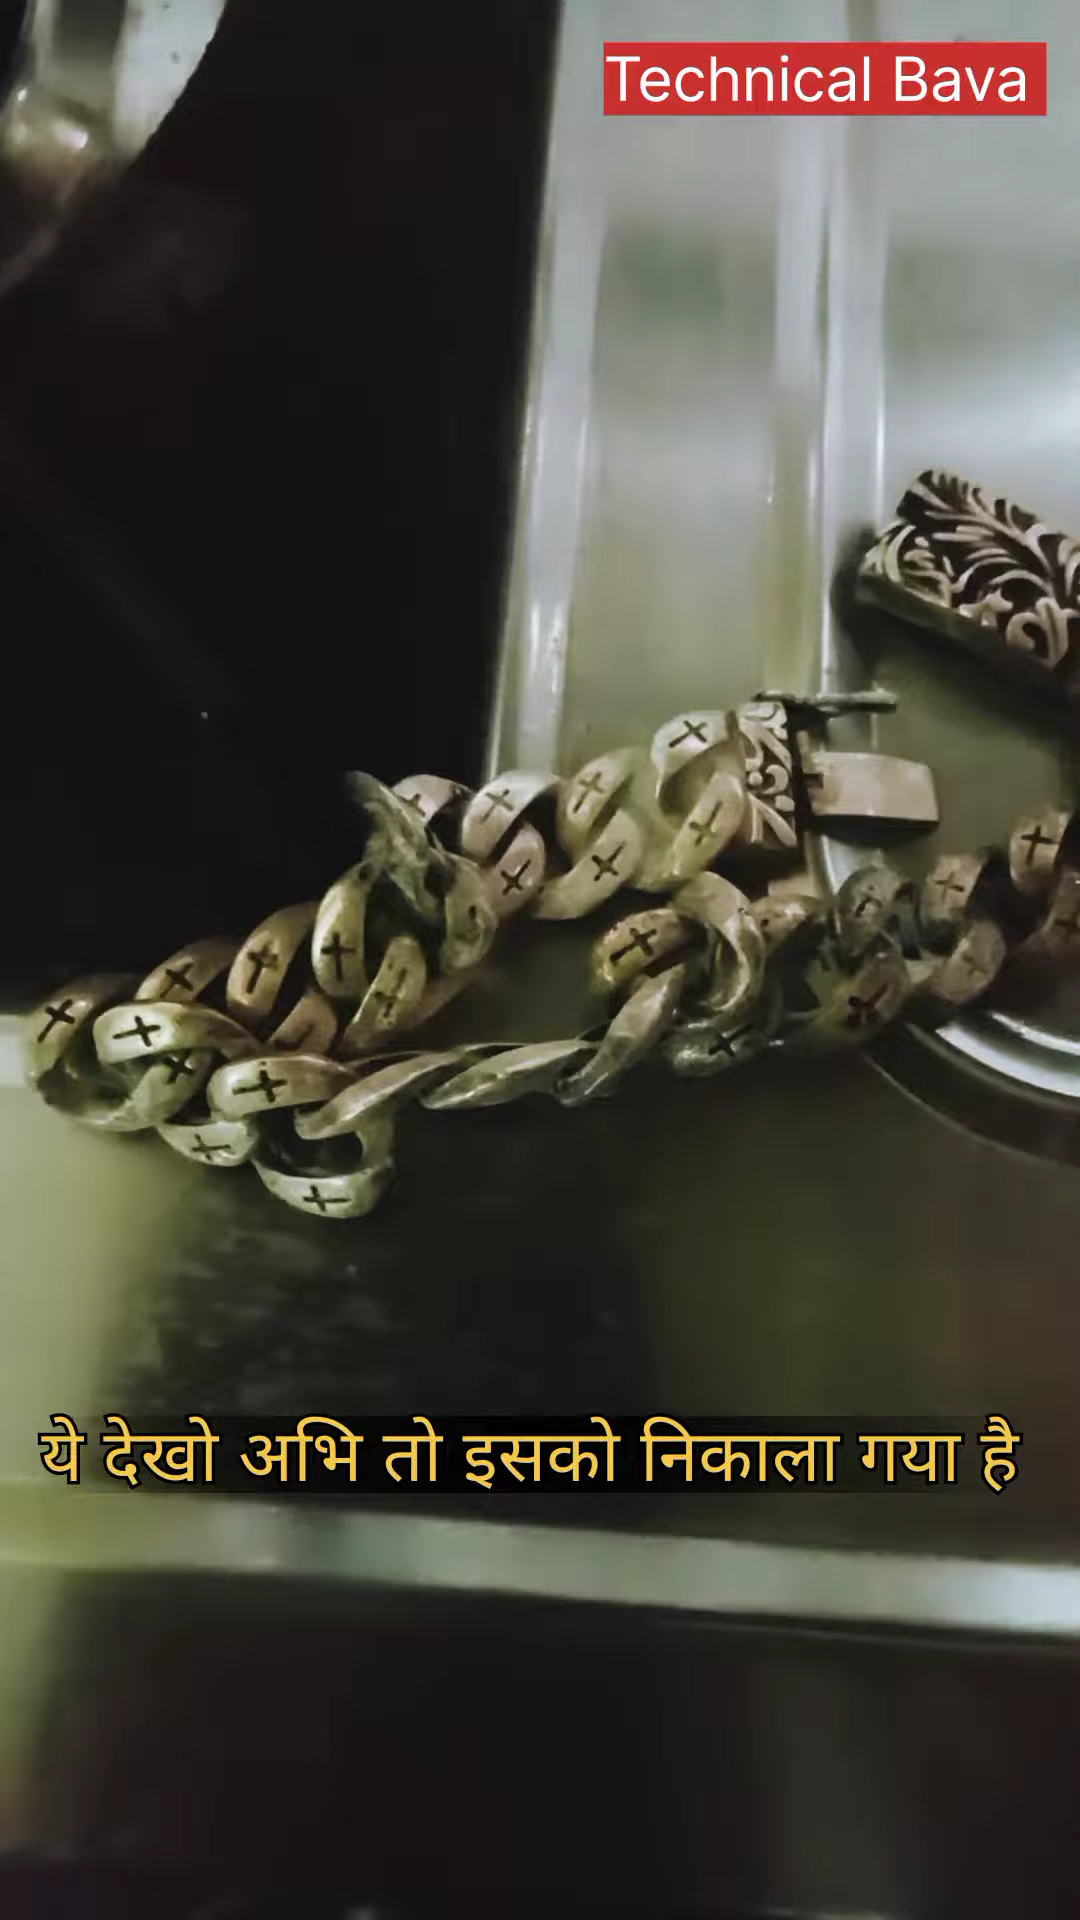 Technical Bava
ये देखो अभि तो इसको निकाला गया है